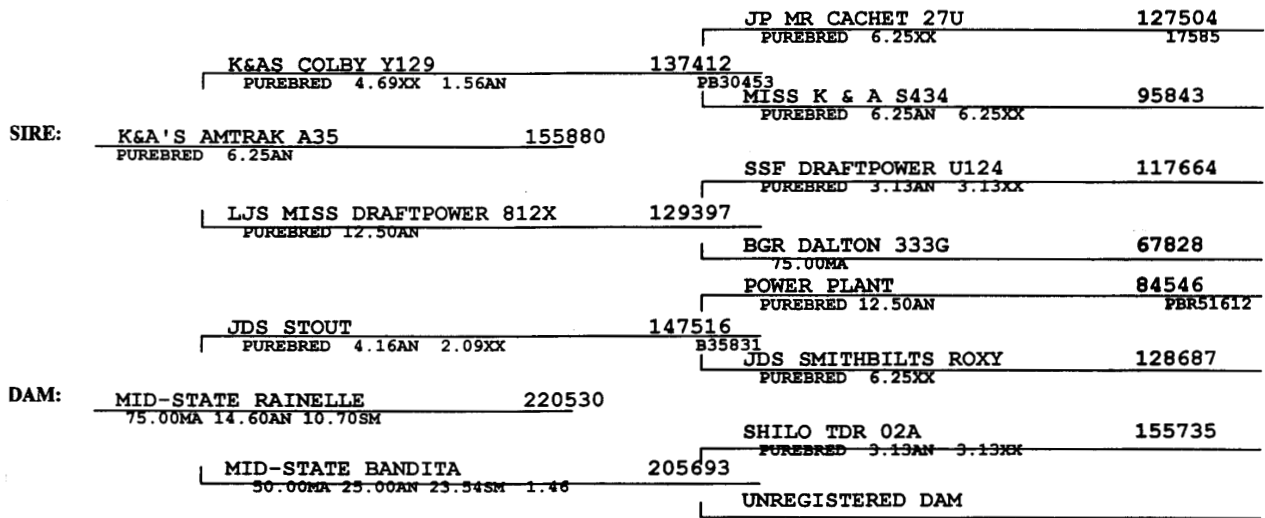 JP MR CACHET 27U 127504
PUREBRED 6.25XX 17585
K&AS COLBY Y129 137412
PUREBRED 4.69XX 1.56AN PB30453
MISS K & A S434 95843
PUREBRED 6.25AN 6.25XX
SIRE: K&A'S AMTRAK A35 155880
PUREBRED 6.25AN
SSF DRAFTPOWER U124 117664
PUREBRED 3.13AN 3.13XX
LJS MISS DRAFTPOWER 812X 129397
PUREBRED 12.50AN
BGR DALTON 333G 67828
75.00MA
POWER PLANT 84546
PUREBRED 12.50AN PBR51612
JDS STOUT 147516
PUREBRED 4.16AN 2.09XX B35831
JDS SMITHBILTS ROXY 128687
PUREBRED 6.25XX
DAM: MID-STATE RAINELLE 220530
75.00MA 14.60AN 10.70SM
SHILO TDR 02A 155735
PUREBRED 3.13AN 3.13XX
MID-STATE BANDITA 205693
50.00MA 25.00AN 23.54SM 1.46
UNREGISTERED DAM